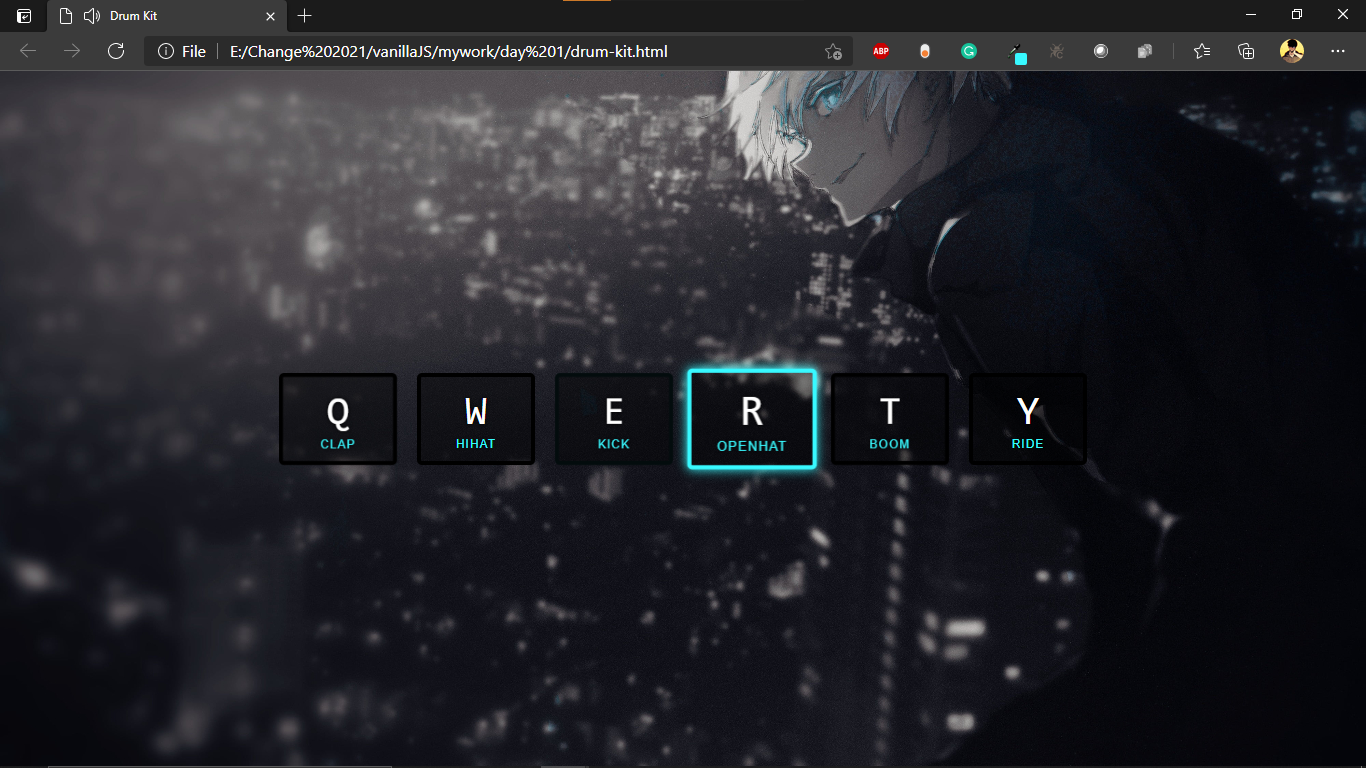 Drum Kit
File E:/Change%202021/vanillaJS/mywork/day%201/drum-kit.html
ABP
Q W E R T Y
CLAP HIHAT KICK OPENHAT BOOM RIDE